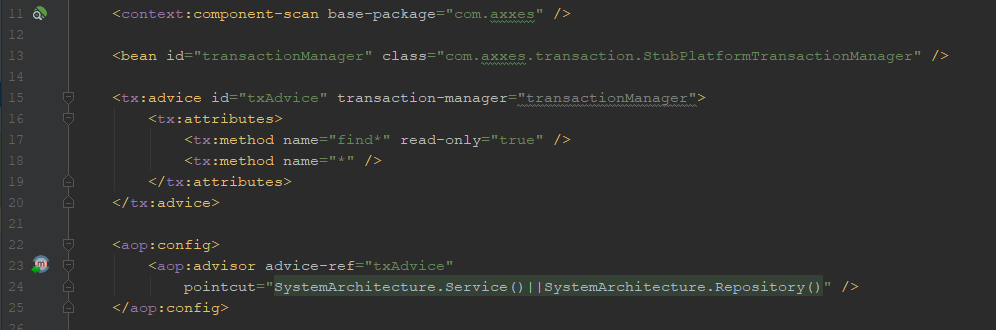 11 <context:component-scan base-package="com.axxes" />
12
13 <bean id="transactionManager" class="com.axxes.transaction.StubPlatformTransactionManager" />
14
15 <tx:advice id="txAdvice" transaction-manager="transactionManager">
16 <tx:attributes>
17 <tx:method name="find*" read-only="true" />
18 <tx:method name="*" />
19 </tx:attributes>
20 </tx:advice>
21
22 <aop:config>
23 <aop:advisor advice-ref="txAdvice"
24 pointcut="SystemArchitecture.Service()||SystemArchitecture.Repository()" />
25 </aop:config>
26